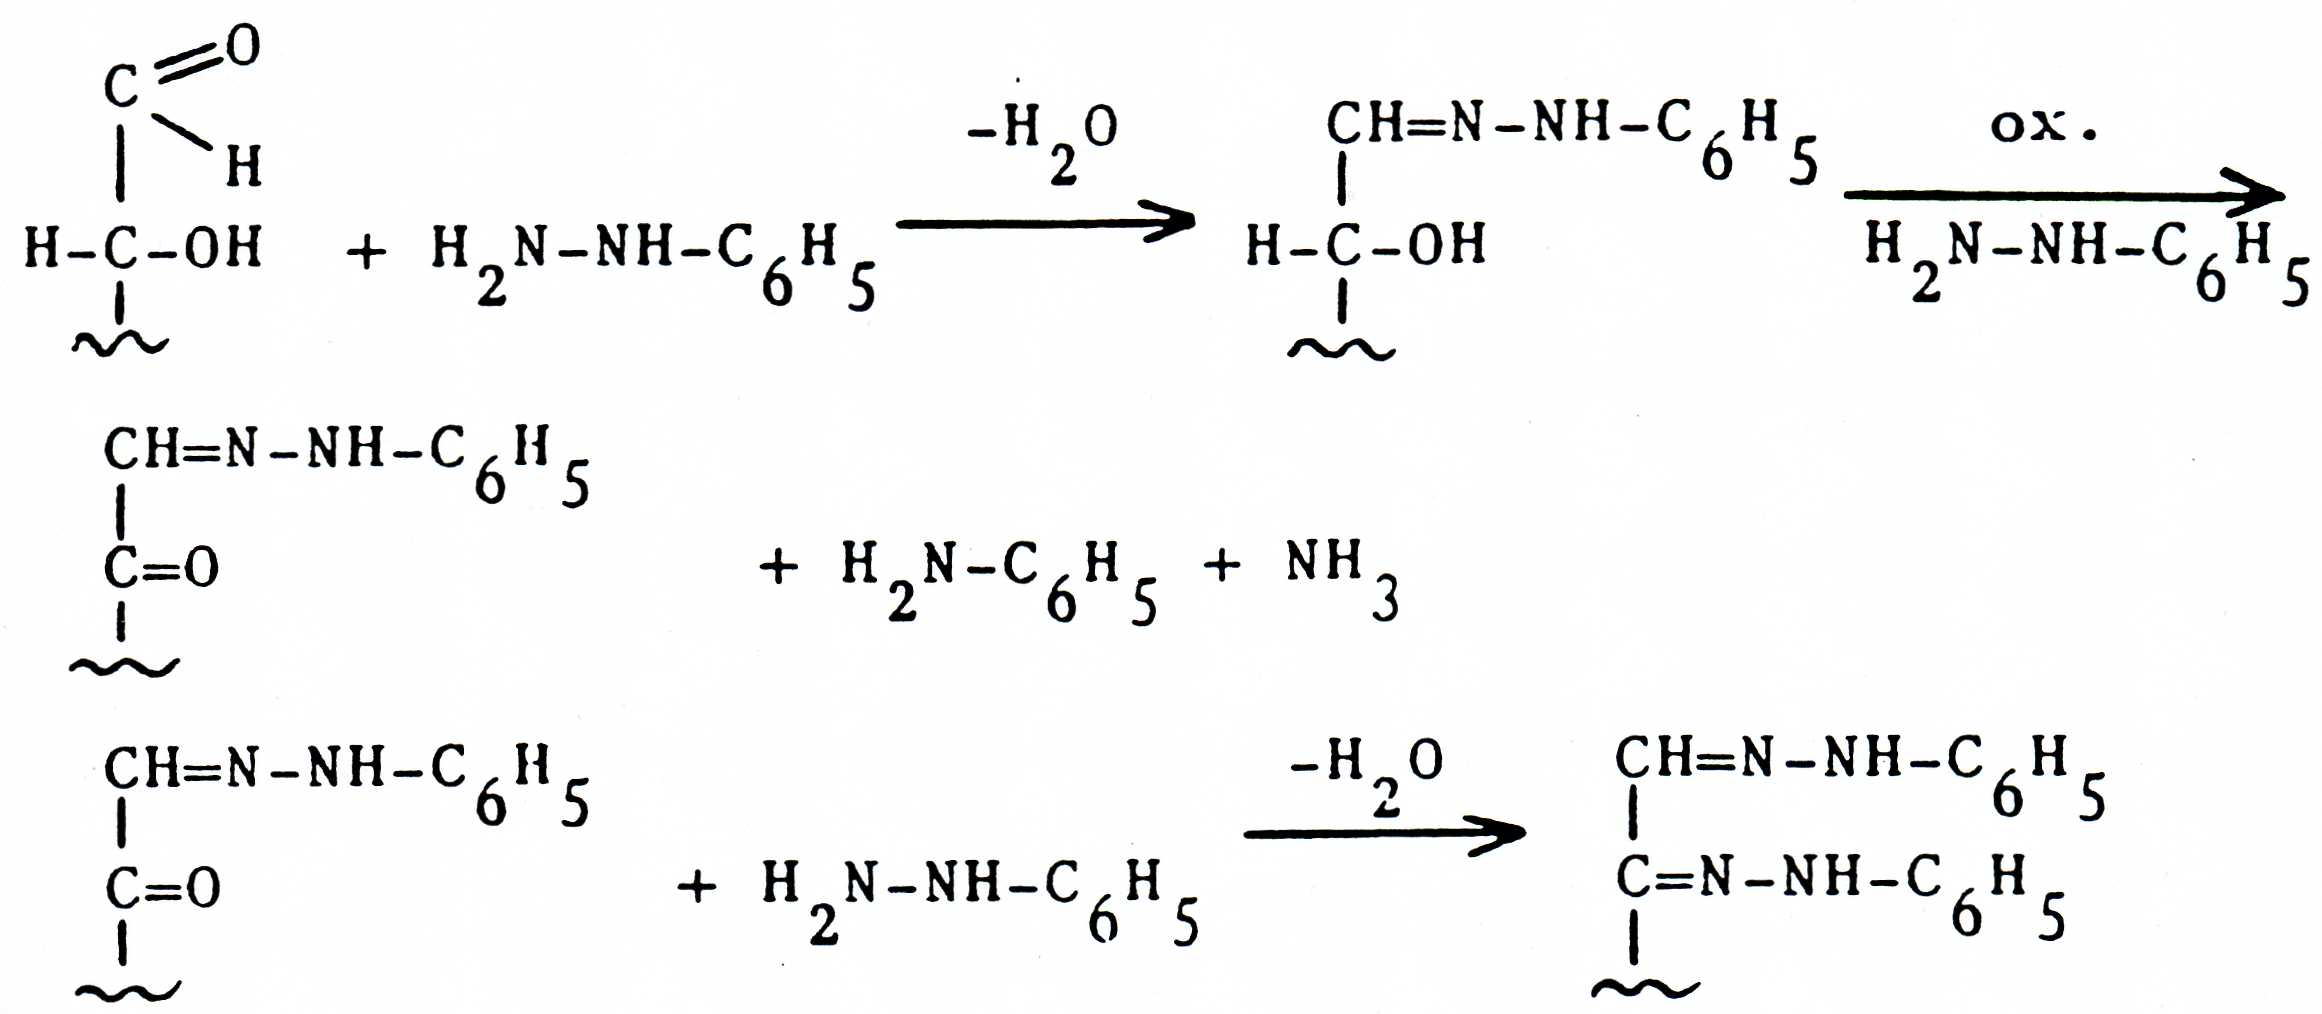 C=O
H
H-C-OH + H2N-NH-C6H5
-H2O
CH=N-NH-C6H5
H-C-OH
ox.
H2N-NH-C6H5
CH=N-NH-C6H5
C=O
+ H2N-C6H5 + NH3
CH=N-NH-C6H5
C=O
+ H2N-NH-C6H5
-H2O
CH=N-NH-C6H5
C=N-NH-C6H5